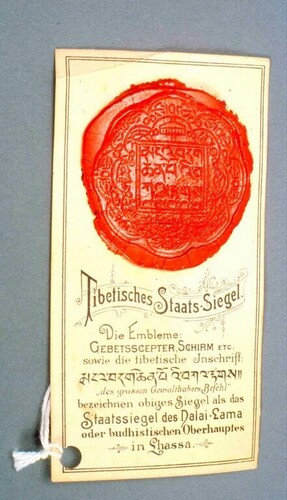 Tibetisches Staats-Siegel.
Die Embleme:
GEBETSSCEPTER, SCHIRM ETC.
sowie die tibetische Inschrift:
„des grossen Gewalthabers Befehl"
bezeichnen obiges Siegel als das
Staatssiegel des Dalai-Lama
oder budhistischen Oberhauptes
in Lhassa.